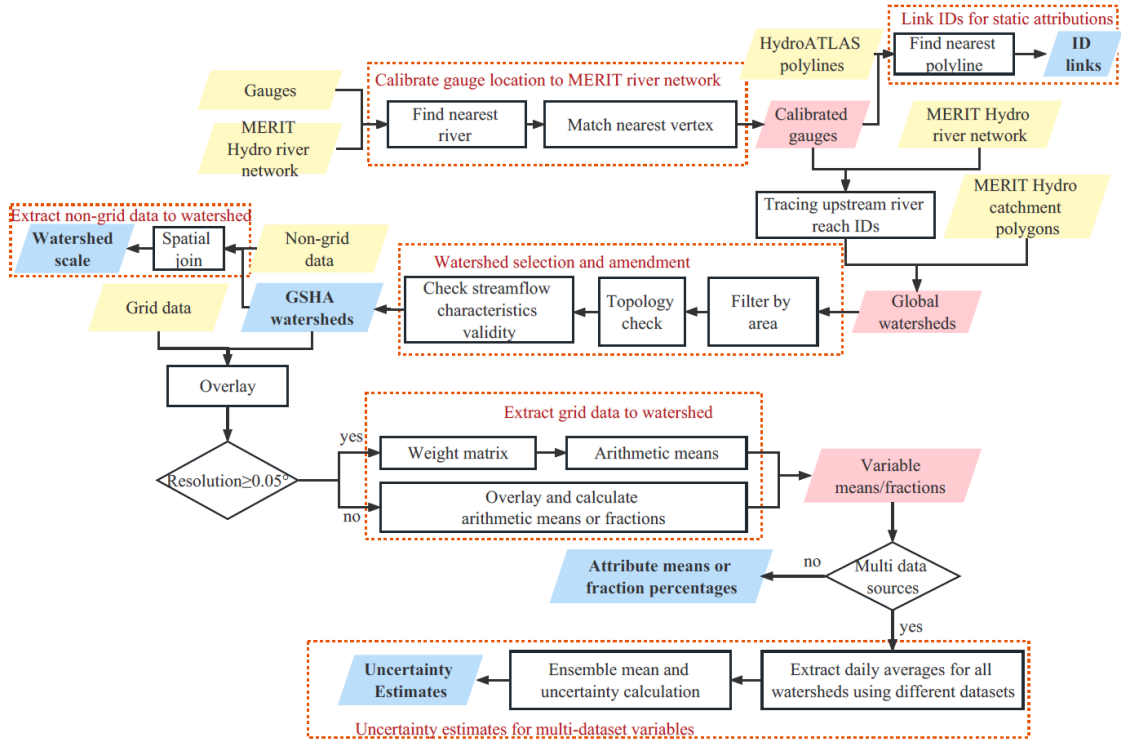 Link IDs for static attributions
HydroATLAS
polylines
Find nearest
polyline
ID
links
Calibrate gauge location to MERIT river network
Gauges
MERIT
Hydro river
network
Find nearest
river
Match nearest vertex
Calibrated
gauges
MERIT Hydro
river network
Tracing upstream river
reach IDs
MERIT Hydro
catchment
polygons
Extract non-grid data to watershed
Watershed
scale
Spatial
join
Non-grid
data
Watershed selection and amendment
Grid data
GSHA
watersheds
Check streamflow
characteristics
validity
Topology
check
Filter by
area
Global
watersheds
Overlay
Extract grid data to watershed
Resolution≥0.05°
yes
Weight matrix
Arithmetic means
no
Overlay and calculate
arithmetic means or fractions
Variable
means/fractions
Attribute means or
fraction percentages
no
Multi data
sources
yes
Uncertainty
Estimates
Ensemble mean and
uncertainty calculation
Extract daily averages for all
watersheds using different datasets
Uncertainty estimates for multi-dataset variables